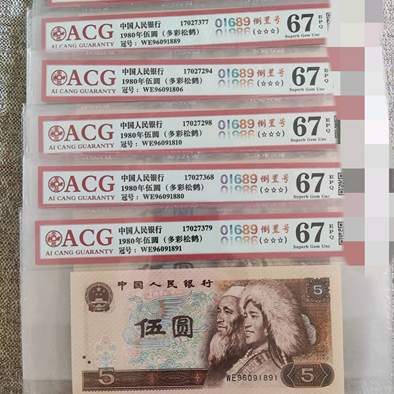 ACG
AI CANG GUARANTY
中国人民银行 17027377
1980年伍圆（多彩松鹤）
冠号：WE96091889
01689 倒置号
(☆☆☆)
67 EPQ
Superb Gem Unc
ACG
AI CANG GUARANTY
中国人民银行 17027294
1980年伍圆（多彩松鹤）
冠号：WE96091806
01689 倒置号
01986 (☆☆☆)
67 EPQ
Superb Gem Unc
ACG
AI CANG GUARANTY
中国人民银行 17027298
1980年伍圆（多彩松鹤）
冠号：WE96091810
01689 倒置号
01986 (☆☆☆)
67 EPQ
Superb Gem Unc
ACG
AI CANG GUARANTY
中国人民银行 17027368
1980年伍圆（多彩松鹤）
冠号：WE96091880
01689 倒置号
01986 (☆☆☆)
67 EPQ
Superb Gem Unc
ACG
AI CANG GUARANTY
中国人民银行 17027379
1980年伍圆（多彩松鹤）
冠号：WE96091891
01689 倒置号
01986 (☆☆☆)
67 EPQ
Superb Gem Unc
中国人民银行
5
伍圆
WE96091891
5
5